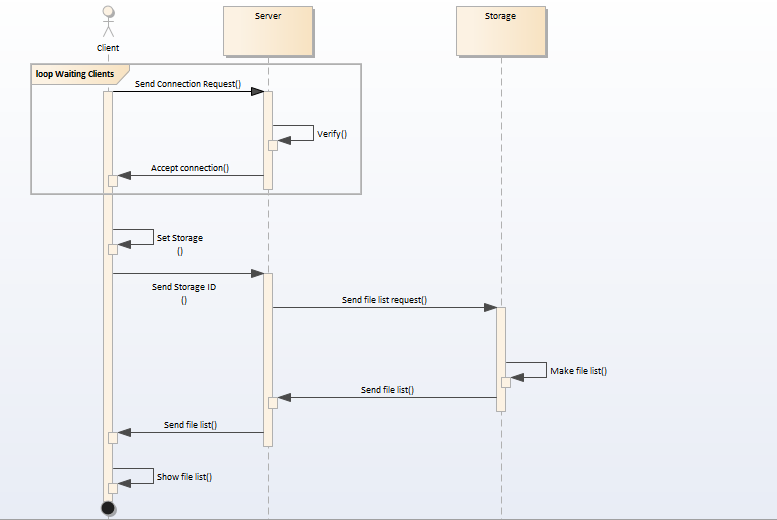 Server
Storage
Client
loop Waiting Clients
Send Connection Request()
Verify()
Accept connection()
Set Storage
()
Send Storage ID
()
Send file list request()
Make file list()
Send file list()
Send file list()
Show file list()